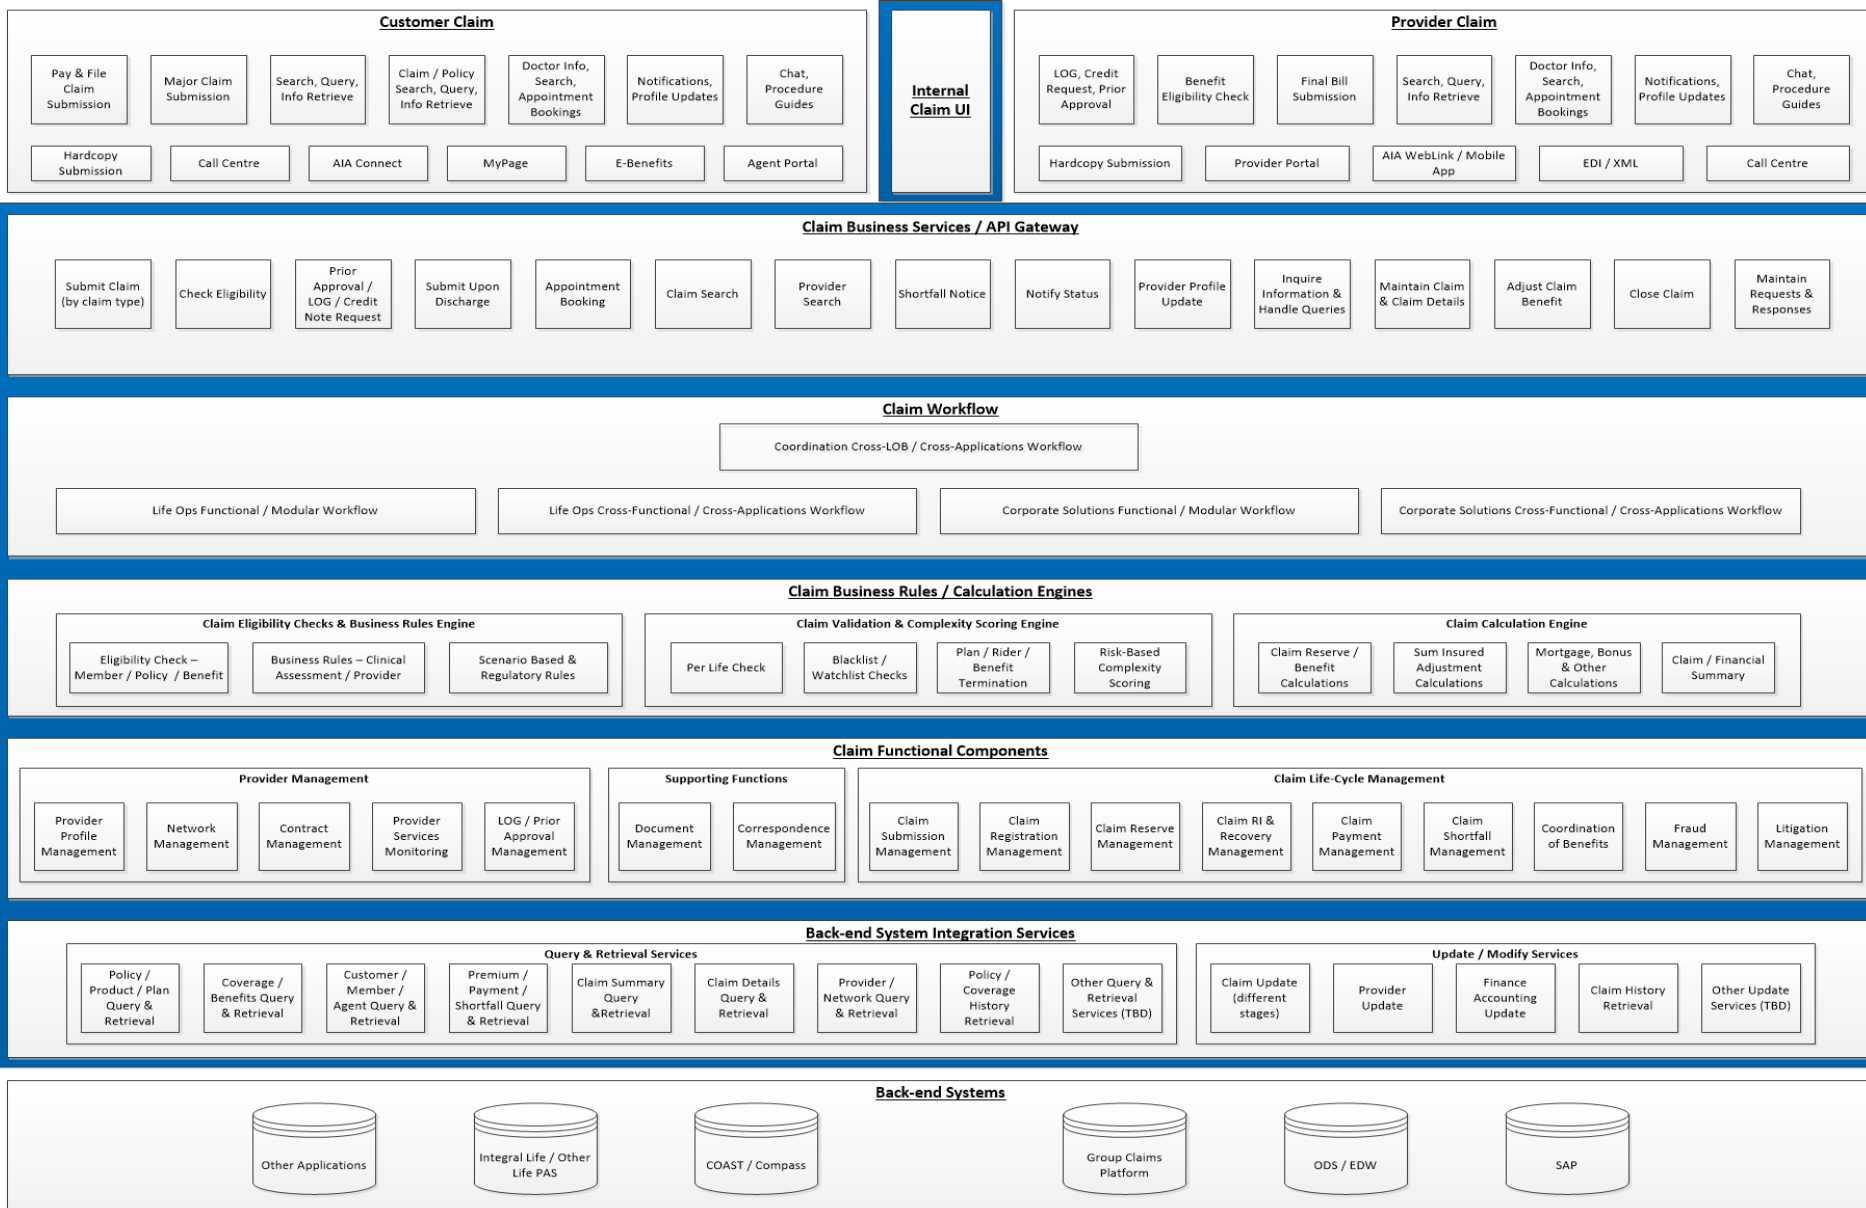 Customer Claim
Pay & File
Claim
Submission
Major Claim
Submission
Search, Query,
Info Retrieve
Claim / Policy
Search, Query,
Info Retrieve
Doctor Info,
Search,
Appointment
Bookings
Notifications,
Profile Updates
Chat,
Procedure
Guides
Hardcopy
Submission
Call Centre
AIA Connect
MyPage
E-Benefits
Agent Portal
Internal
Claim UI
Provider Claim
LOG, Credit
Request, Prior
Approval
Benefit
Eligibility Check
Final Bill
Submission
Search, Query,
Info Retrieve
Doctor Info,
Search,
Appointment
Bookings
Notifications,
Profile Updates
Chat,
Procedure
Guides
Hardcopy Submission
Provider Portal
AIA WebLink / Mobile
App
EDI / XML
Call Centre
Claim Business Services / API Gateway
Submit Claim
(by claim type)
Check Eligibility
Prior
Approval /
LOG / Credit
Note Request
Submit Upon
Discharge
Appointment
Booking
Claim Search
Provider
Search
Shortfall Notice
Notify Status
Provider Profile
Update
Inquire
Information &
Handle Queries
Maintain Claim
& Claim Details
Adjust Claim
Benefit
Close Claim
Maintain
Requests &
Responses
Claim Workflow
Coordination Cross-LOB / Cross-Applications Workflow
Life Ops Functional / Modular Workflow
Life Ops Cross-Functional / Cross-Applications Workflow
Corporate Solutions Functional / Modular Workflow
Corporate Solutions Cross-Functional / Cross-Applications Workflow
Claim Business Rules / Calculation Engines
Claim Eligibility Checks & Business Rules Engine
Eligibility Check –
Member / Policy  / Benefit
Business Rules – Clinical
Assessment / Provider
Scenario Based &
Regulatory Rules
Claim Validation & Complexity Scoring Engine
Per Life Check
Blacklist /
Watchlist Checks
Plan / Rider /
Benefit
Termination
Risk-Based
Complexity
Scoring
Claim Calculation Engine
Claim Reserve /
Benefit
Calculations
Sum Insured
Adjustment
Calculations
Mortgage, Bonus
& Other
Calculations
Claim / Financial
Summary
Claim Functional Components
Provider Management
Provider
Profile
Management
Network
Management
Contract
Management
Provider
Services
Monitoring
LOG / Prior
Approval
Management
Supporting Functions
Document
Management
Correspondence
Management
Claim Life-Cycle Management
Claim
Submission
Management
Claim
Registration
Management
Claim Reserve
Management
Claim RI &
Recovery
Management
Claim
Payment
Management
Claim
Shortfall
Management
Coordination
of Benefits
Fraud
Management
Litigation
Management
Back-end System Integration Services
Query & Retrieval Services
Policy /
Product / Plan
Query &
Retrieval
Coverage /
Benefits Query
& Retrieval
Customer /
Member /
Agent Query &
Retrieval
Premium /
Payment /
Shortfall Query
& Retrieval
Claim Summary
Query
&Retrieval
Claim Details
Query &
Retrieval
Provider /
Network Query
& Retrieval
Policy /
Coverage
History
Retrieval
Other Query &
Retrieval
Services (TBD)
Update / Modify Services
Claim Update
(different
stages)
Provider
Update
Finance
Accounting
Update
Claim History
Retrieval
Other Update
Services (TBD)
Back-end Systems
Other Applications
Integral Life / Other
Life PAS
COAST / Compass
Group Claims
Platform
ODS / EDW
SAP